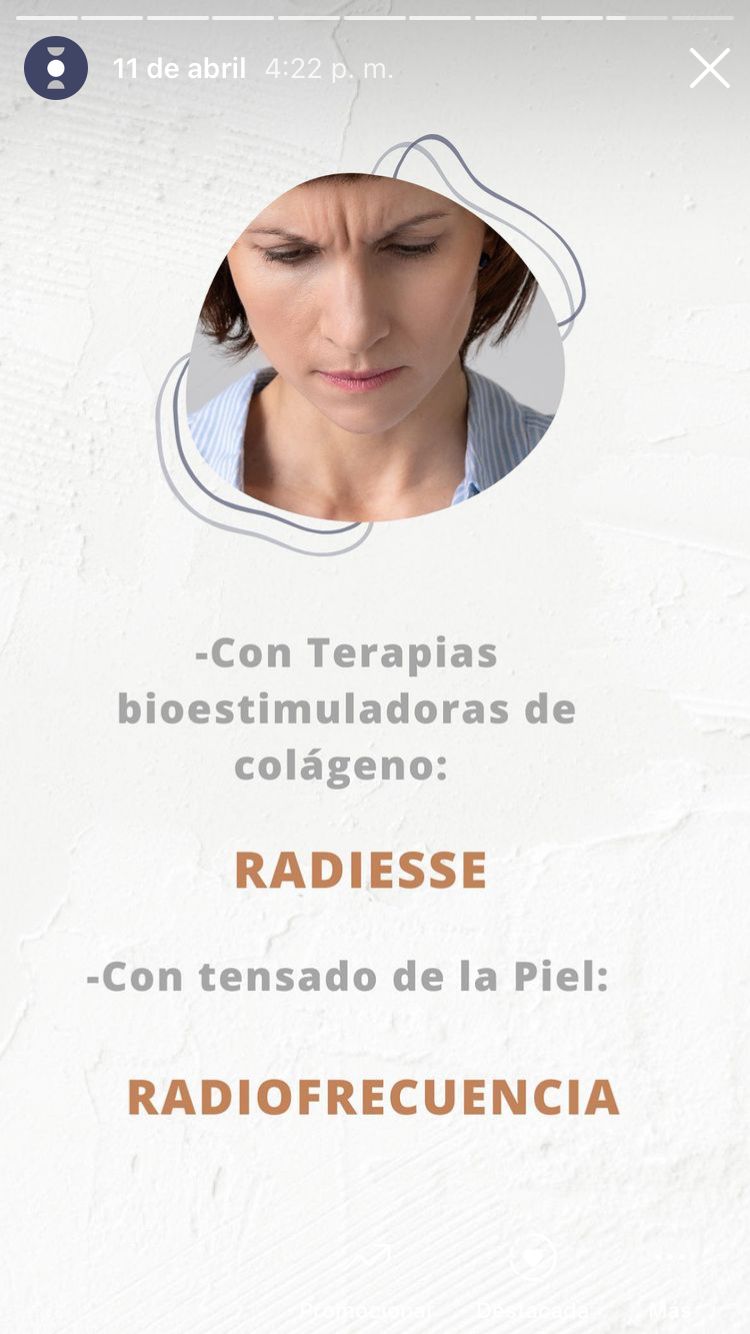 11 de abril 4:22 p. m.
-Con Terapias
bioestimuladoras de
colágeno:
RADIESSE
-Con tensado de la Piel:
RADIOFRECUENCIA
Promocionar Destacada Más